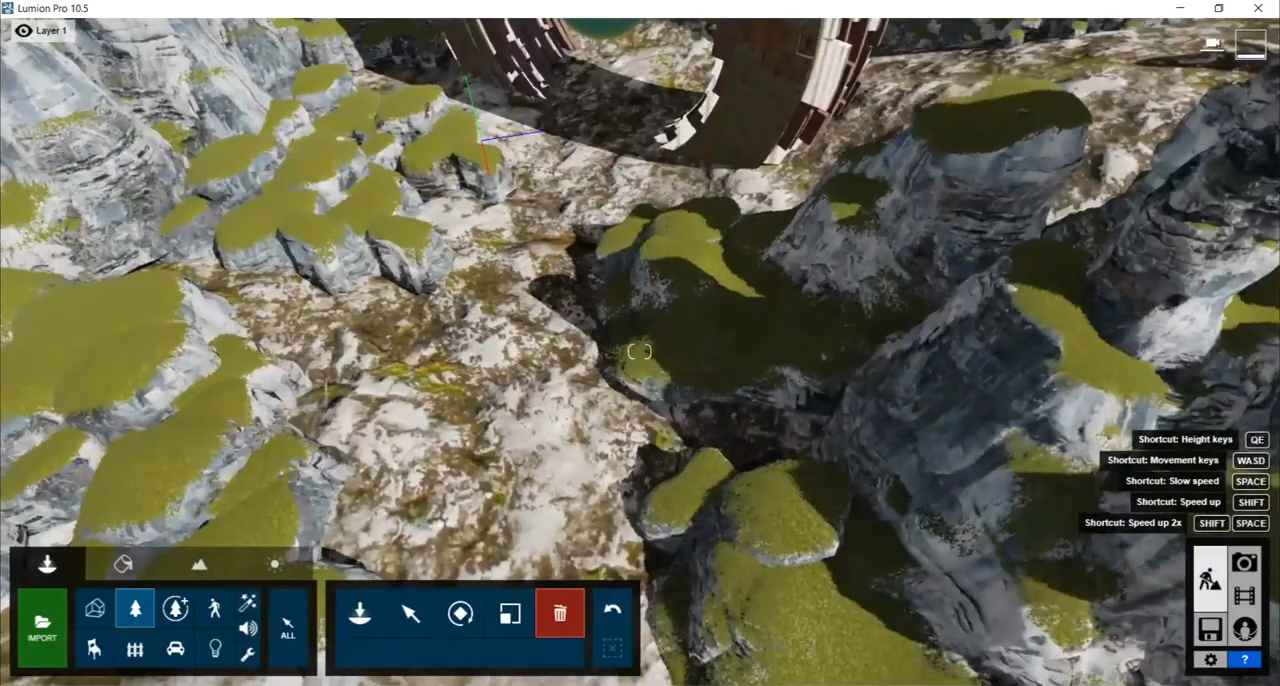 Lumion Pro 10.5
Layer 1
Shortcut: Height keys QE
Shortcut: Movement keys WASD
Shortcut: Slow speed SPACE
Shortcut: Speed up SHIFT
Shortcut: Speed up 2x SHIFT SPACE
IMPORT
ALL
?